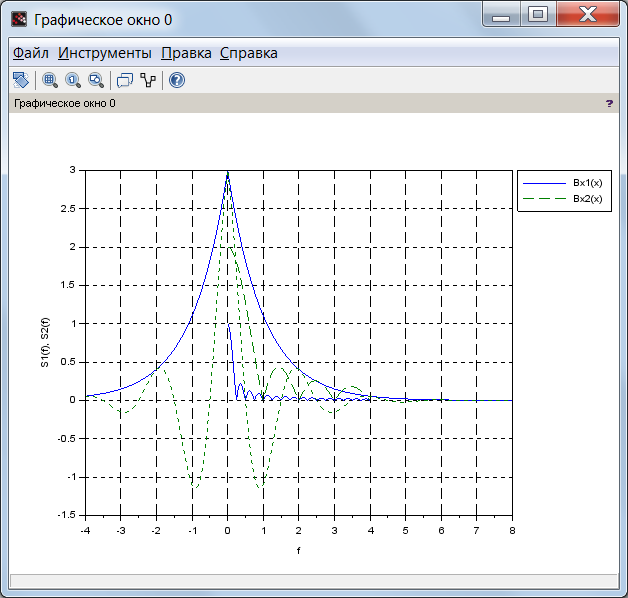 Графическое окно 0
Файл Инструменты Правка Справка
Графическое окно 0 ?
3
2.5
2
1.5
1
0.5
0
-0.5
-1
-1.5
S1(f), S2(f)
-4 -3 -2 -1 0 1 2 3 4 5 6 7 8
f
Bx1(x)
Bx2(x)